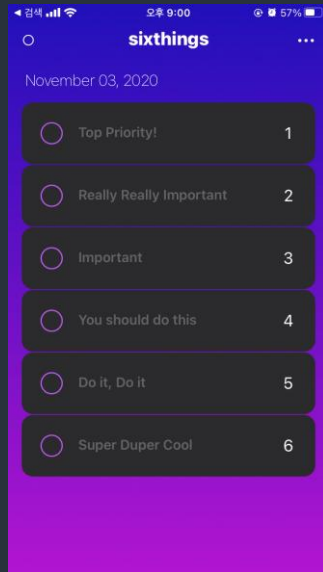 ◀ 검색 오후 9:00 57%
sixthings
November 03, 2020
Top Priority! 1
Really Really Important 2
Important 3
You should do this 4
Do it, Do it 5
Super Duper Cool 6